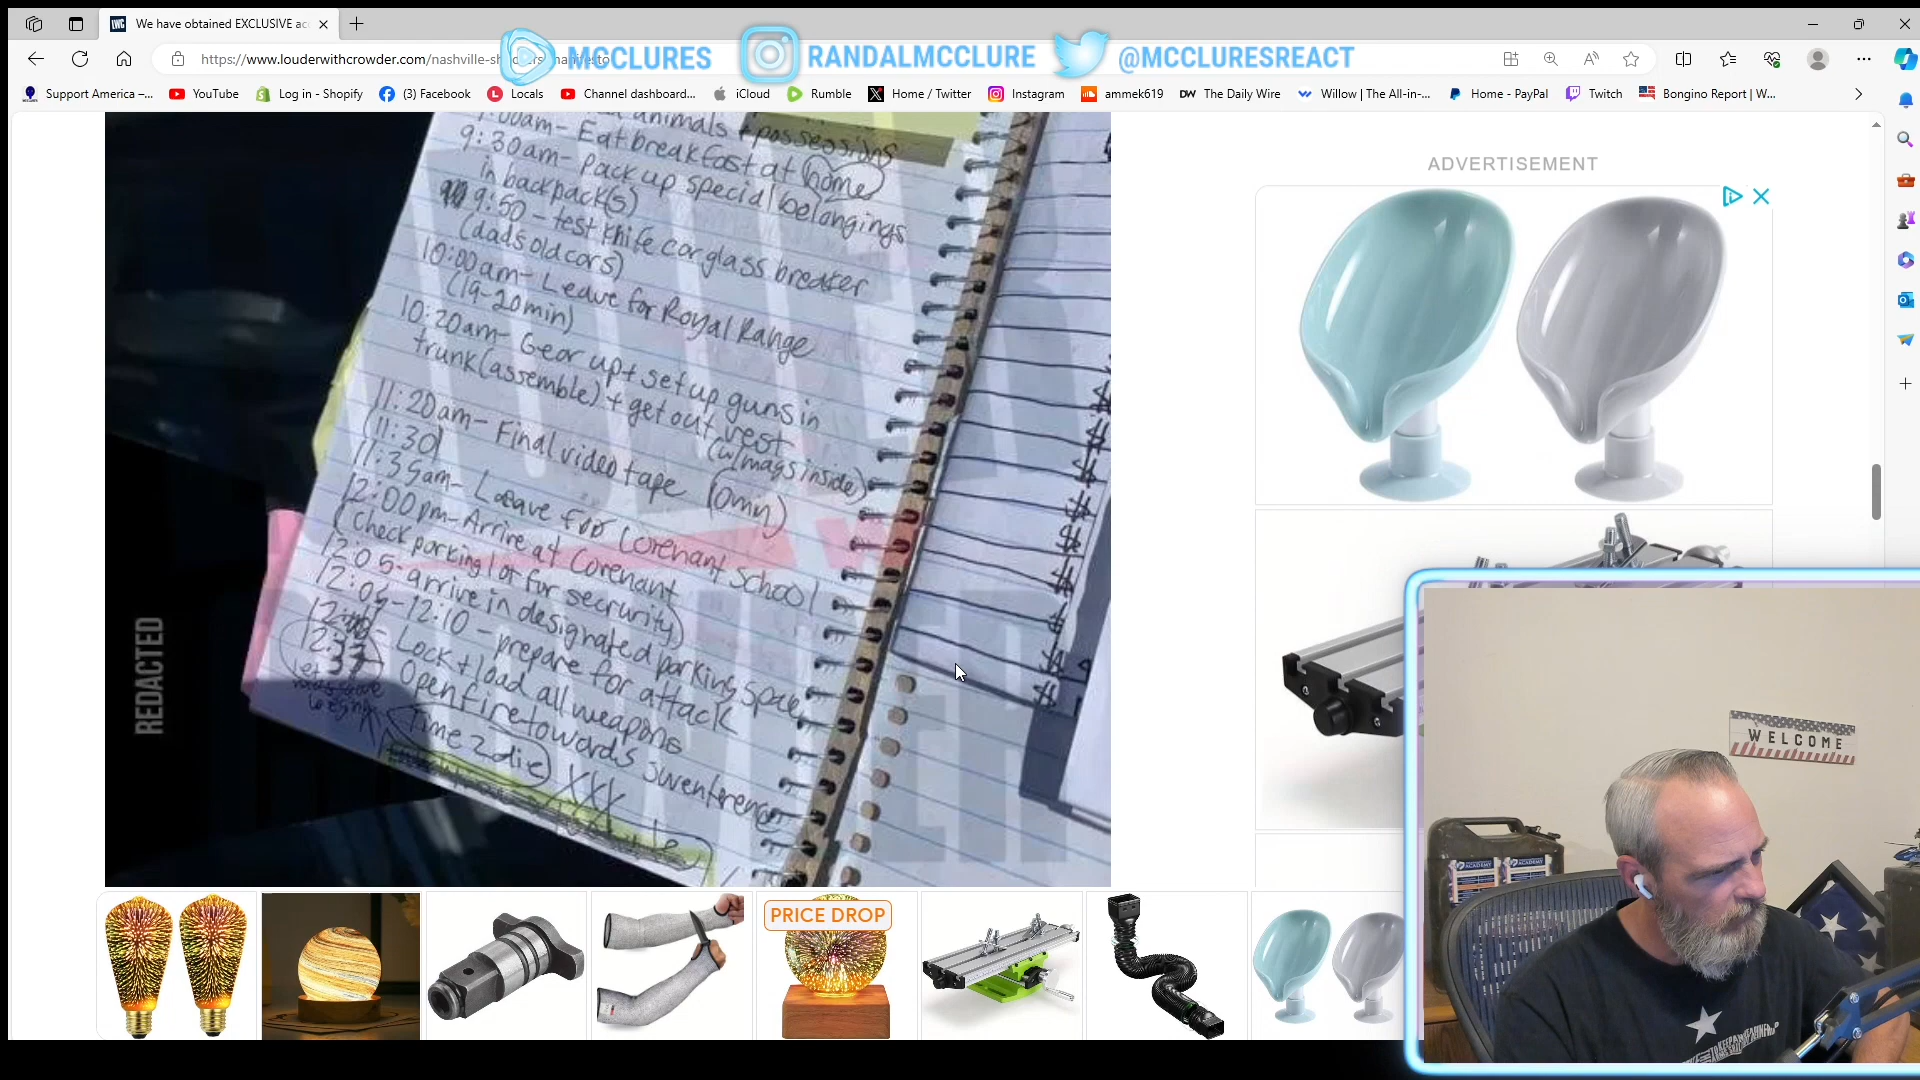 We have obtained EXCLUSIVE ac
https://www.louderwithcrowder.com/nashville-sh
MCCLURES
RANDALMCCLURE
@MCCLURESREACT
Support America –... YouTube Log in - Shopify (3) Facebook Locals Channel dashboard... iCloud Rumble Home / Twitter Instagram ammek619 The Daily Wire Willow | The All-in-... Home - PayPal Twitch Bongino Report | W...
animals + possessions
Eat breakfast at home
9:30am- Pack up special belongings
in backpack(s)
9:50 - test knife car glass breaker
(dads old cars)
10:00am- Leave for Royal Range
(19-20min)
10:20am- Gear up + set up guns in
trunk (assemble) + get out vest
(w/mags inside)
11:20am- Final video tape
11:30
11:35am- Leave for Covenant School
12:00pm- Arrive at Covenant
(Check parking lot for secrurity)
12:05- arrive in designated parking space
12:06-12:10 - prepare for attack
Lock + load all weapons
12:33 Open fire towards
Time 2 die XXX
REDACTED
ADVERTISEMENT
PRICE DROP
WELCOME
ACADEMY